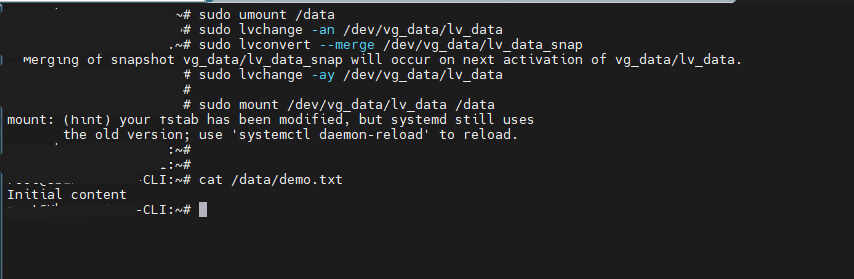 ~# sudo umount /data
# sudo lvchange -an /dev/vg_data/lv_data
.~# sudo lvconvert --merge /dev/vg_data/lv_data_snap
Merging of snapshot vg_data/lv_data_snap will occur on next activation of vg_data/lv_data.
# sudo lvchange -ay /dev/vg_data/lv_data
#
# sudo mount /dev/vg_data/lv_data /data
mount: (hint) your fstab has been modified, but systemd still uses
the old version; use 'systemctl daemon-reload' to reload.
:~#
:~#
-CLI:~# cat /data/demo.txt
Initial content
-CLI:~#